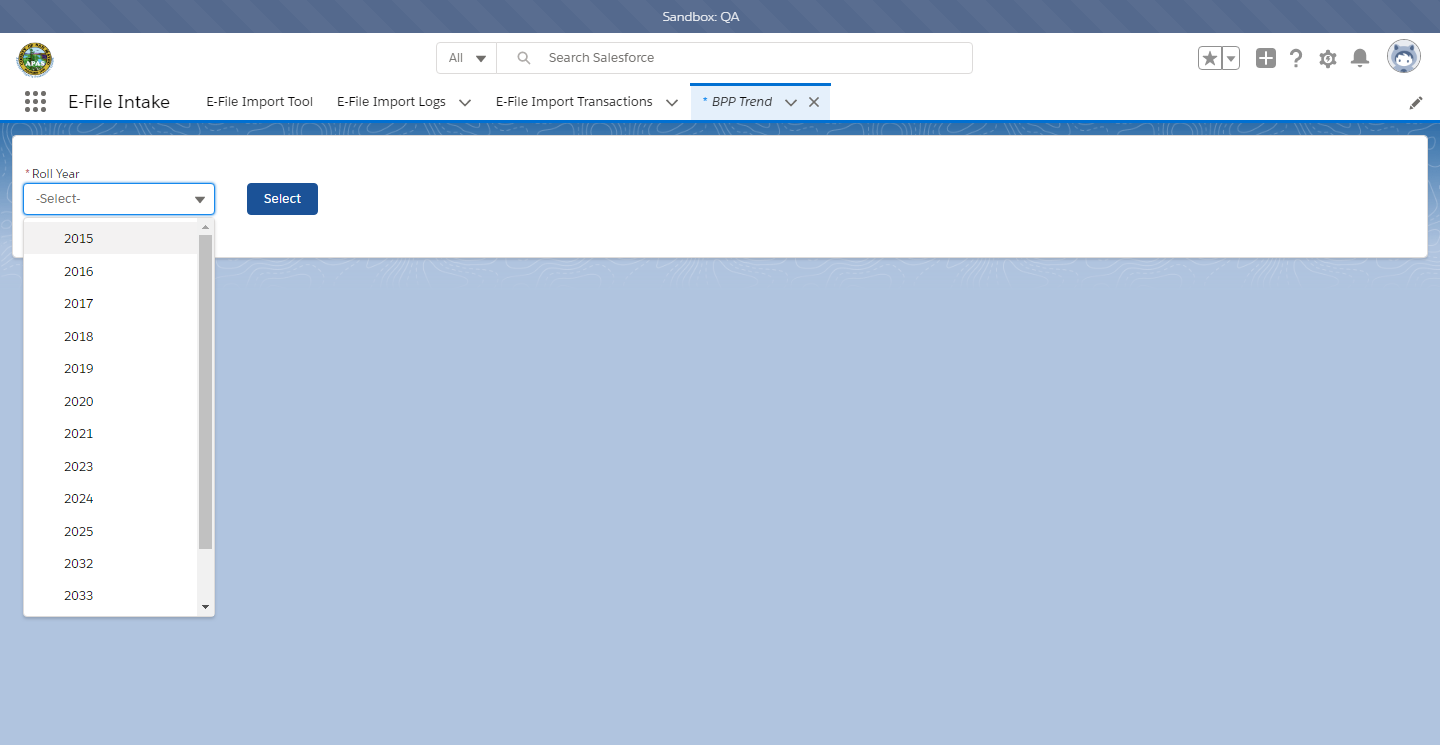 Sandbox: QA
APAS
All
Search Salesforce
E-File Intake
E-File Import Tool
E-File Import Logs
E-File Import Transactions
* BPP Trend
* Roll Year
-Select-
Select
2015
2016
2017
2018
2019
2020
2021
2023
2024
2025
2032
2033